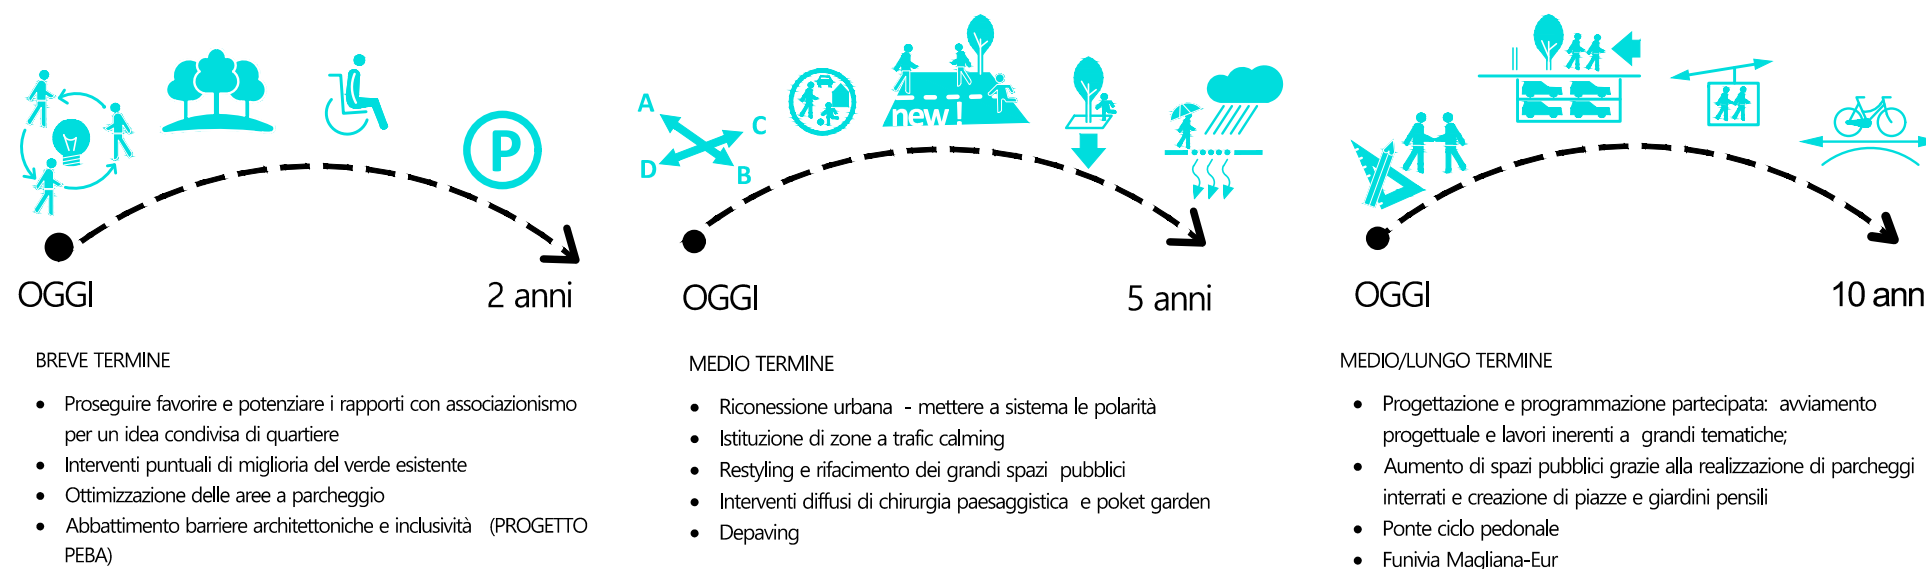 P
A
C
D
B
new!
OGGI
2 anni
OGGI
5 anni
OGGI
10 ann
BREVE TERMINE
• Proseguire favorire e potenziare i rapporti con associazionismo
per un idea condivisa di quartiere
• Interventi puntuali di miglioria del verde esistente
• Ottimizzazione delle aree a parcheggio
• Abbattimento barriere architettoniche e inclusività (PROGETTO
PEBA)
MEDIO TERMINE
• Riconessione urbana - mettere a sistema le polarità
• Istituzione di zone a trafic calming
• Restyling e rifacimento dei grandi spazi pubblici
• Interventi diffusi di chirurgia paesaggistica e poket garden
• Depaving
MEDIO/LUNGO TERMINE
• Progettazione e programmazione partecipata: avviamento
progettuale e lavori inerenti a grandi tematiche;
• Aumento di spazi pubblici grazie alla realizzazione di parcheggi
interrati e creazione di piazze e giardini pensili
• Ponte ciclo pedonale
• Funivia Magliana-Eur